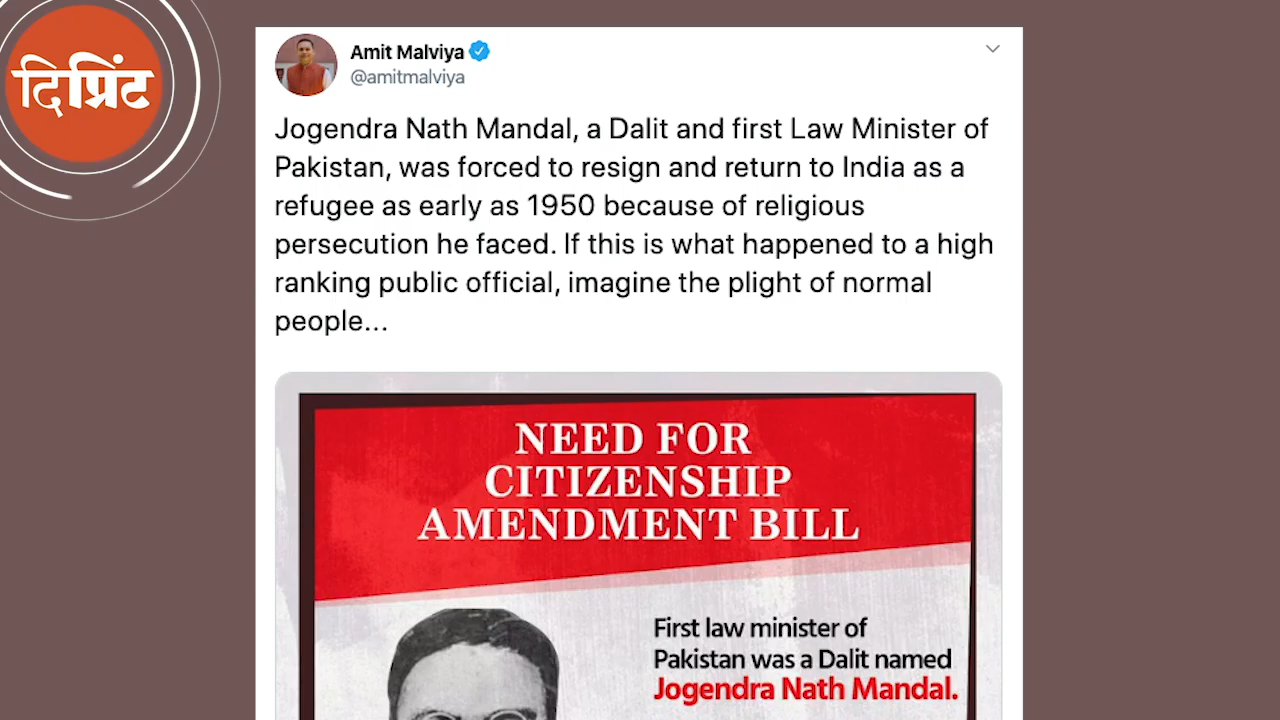 दिप्रिंट
Amit Malviya
@amitmalviya
Jogendra Nath Mandal, a Dalit and first Law Minister of
Pakistan, was forced to resign and return to India as a
refugee as early as 1950 because of religious
persecution he faced. If this is what happened to a high
ranking public official, imagine the plight of normal
people...
NEED FOR
CITIZENSHIP
AMENDMENT BILL
First law minister of
Pakistan was a Dalit named
Jogendra Nath Mandal.